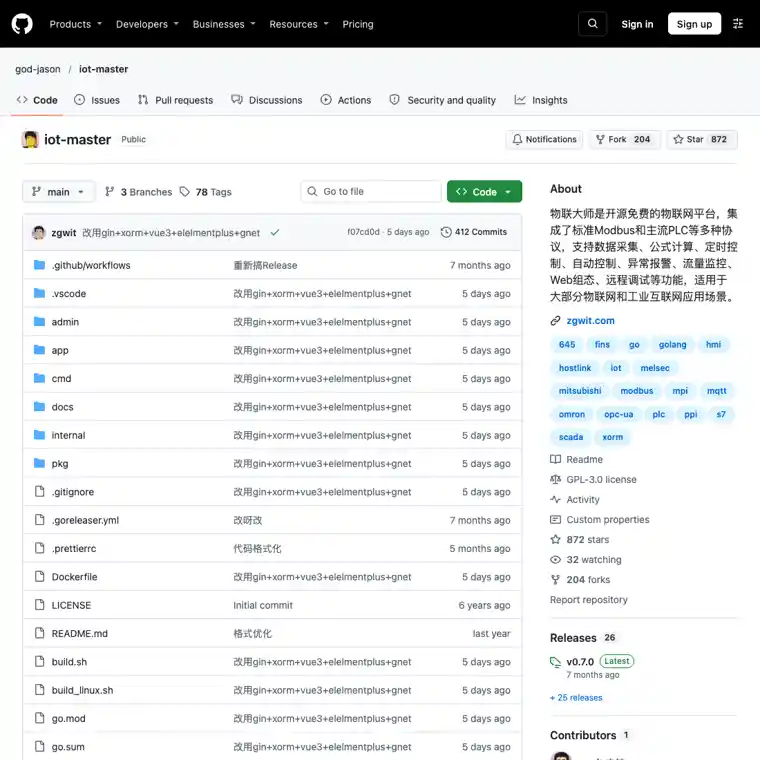 Products Developers Businesses Resources Pricing Sign in Sign up
god-jason / iot-master
Code Issues Pull requests Discussions Actions Security and quality Insights
iot-master Public Notifications Fork 204 Star 872
main 3 Branches 78 Tags Go to file Code
zgwit 改用gin+xorm+vue3+elelmentplus+gnet f07cd0d · 5 days ago 412 Commits
.github/workflows 重新搞Release 7 months ago
.vscode 改用gin+xorm+vue3+elelmentplus+gnet 5 days ago
admin 改用gin+xorm+vue3+elelmentplus+gnet 5 days ago
app 改用gin+xorm+vue3+elelmentplus+gnet 5 days ago
cmd 改用gin+xorm+vue3+elelmentplus+gnet 5 days ago
docs 改用gin+xorm+vue3+elelmentplus+gnet 5 days ago
internal 改用gin+xorm+vue3+elelmentplus+gnet 5 days ago
pkg 改用gin+xorm+vue3+elelmentplus+gnet 5 days ago
.gitignore 改用gin+xorm+vue3+elelmentplus+gnet 5 days ago
.goreleaser.yml 改呀改 7 months ago
.prettierrc 代码格式化 5 months ago
Dockerfile 改用gin+xorm+vue3+elelmentplus+gnet 5 days ago
LICENSE Initial commit 6 years ago
README.md 格式优化 last year
build.sh 改用gin+xorm+vue3+elelmentplus+gnet 5 days ago
build_linux.sh 改用gin+xorm+vue3+elelmentplus+gnet 5 days ago
go.mod 改用gin+xorm+vue3+elelmentplus+gnet 5 days ago
go.sum 改用gin+xorm+vue3+elelmentplus+gnet 5 days ago
About
物联大师是开源免费的物联网平台，集
成了标准Modbus和主流PLC等多种协
议，支持数据采集、公式计算、定时控
制、自动控制、异常报警、流量监控、
Web组态、远程调试等功能，适用于
大部分物联网和工业互联网应用场景。
zgwit.com
645 fins go golang hmi
hostlink iot melsec
mitsubishi modbus mpi mqtt
omron opc-ua plc ppi s7
scada xorm
Readme
GPL-3.0 license
Activity
Custom properties
872 stars
32 watching
204 forks
Report repository
Releases 26
v0.7.0 Latest
7 months ago
+ 25 releases
Contributors 1